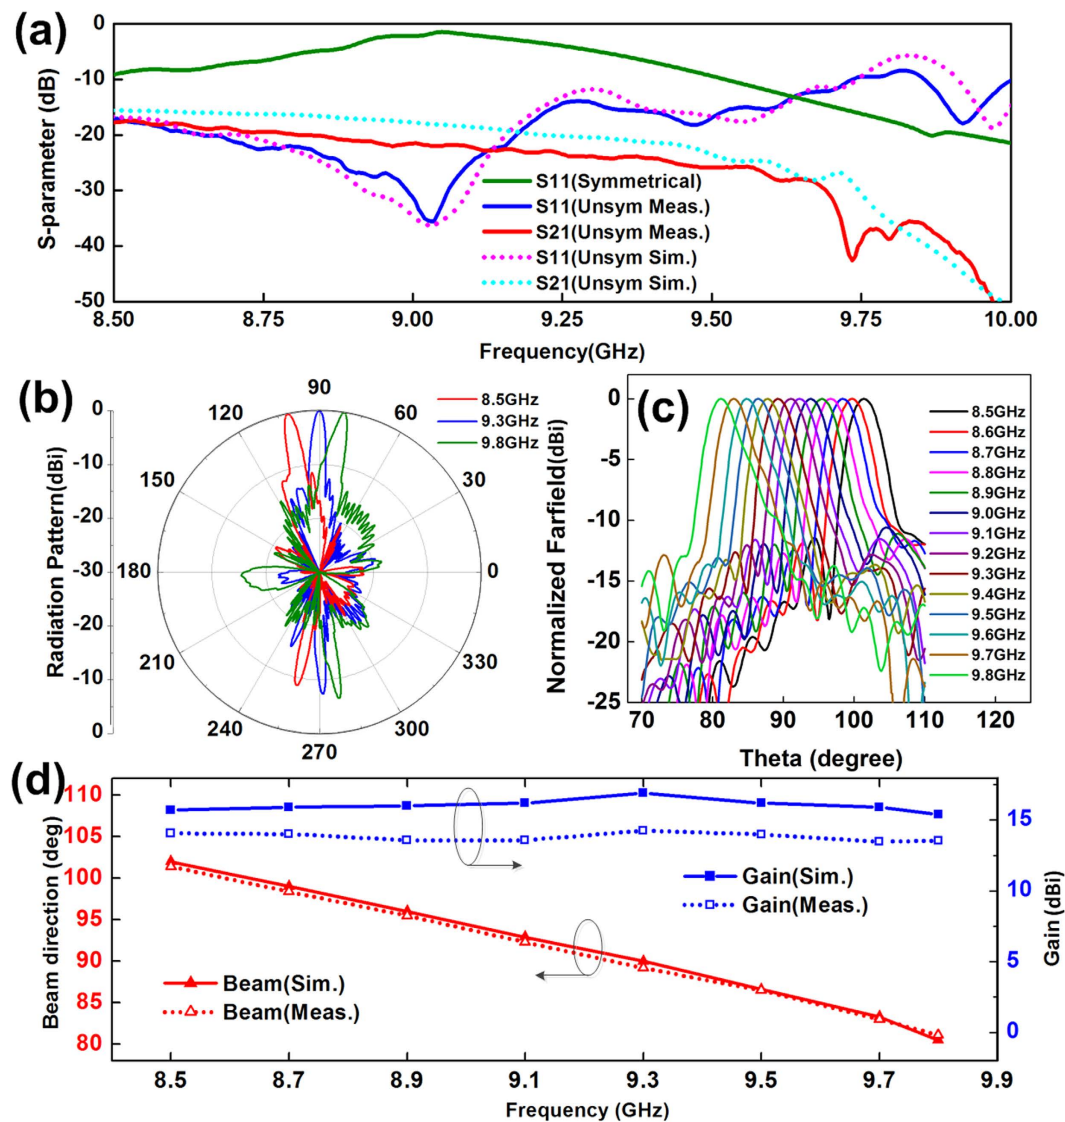 (a)
S-parameter (dB)
0
-10
-20
-30
-40
-50
S11(Symmetrical)
S11(Unsym Meas.)
S21(Unsym Meas.)
S11(Unsym Sim.)
S21(Unsym Sim.)
8.50 8.75 9.00 9.25 9.50 9.75 10.00
Frequency(GHz)
(b)
Radiation Pattern(dBi)
0
-10
-20
-30
-20
-10
0
90
120
60
150
30
180
0
210
330
240
300
270
8.5GHz
9.3GHz
9.8GHz
(c)
Normalized Farfield(dB)
0
-5
-10
-15
-20
-25
70 80 90 100 110 120
Theta (degree)
8.5GHz
8.6GHz
8.7GHz
8.8GHz
8.9GHz
9.0GHz
9.1GHz
9.2GHz
9.3GHz
9.4GHz
9.5GHz
9.6GHz
9.7GHz
9.8GHz
(d)
Beam direction (deg)
110
105
100
95
90
85
80
Gain(Sim.)
Gain(Meas.)
Beam(Sim.)
Beam(Meas.)
15
10
5
0
Gain (dBi)
8.5 8.7 8.9 9.1 9.3 9.5 9.7 9.9
Frequency (GHz)